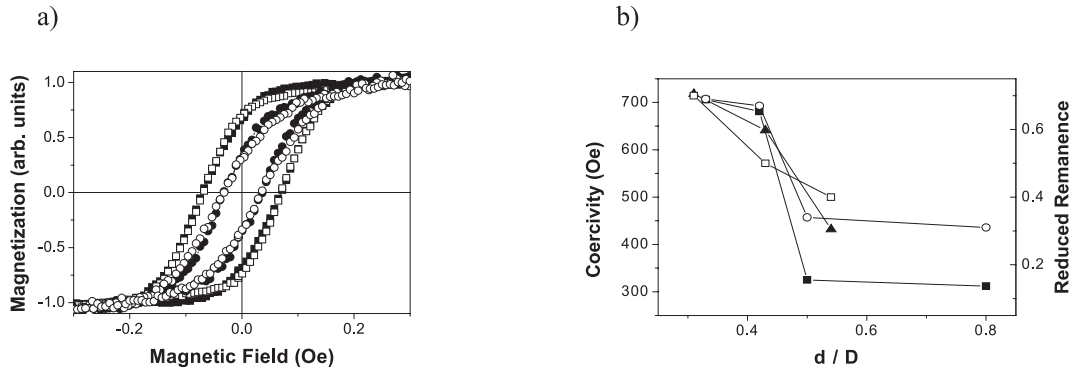 a)
1.0
0.5
0.0
-0.5
-1.0
-0.2
0.0
0.2
Magnetization (arb. units)
Magnetic Field (Oe)
b)
700
600
500
400
300
0.6
0.4
0.2
0.4
0.6
0.8
Coercivity (Oe)
Reduced Remanence
d / D